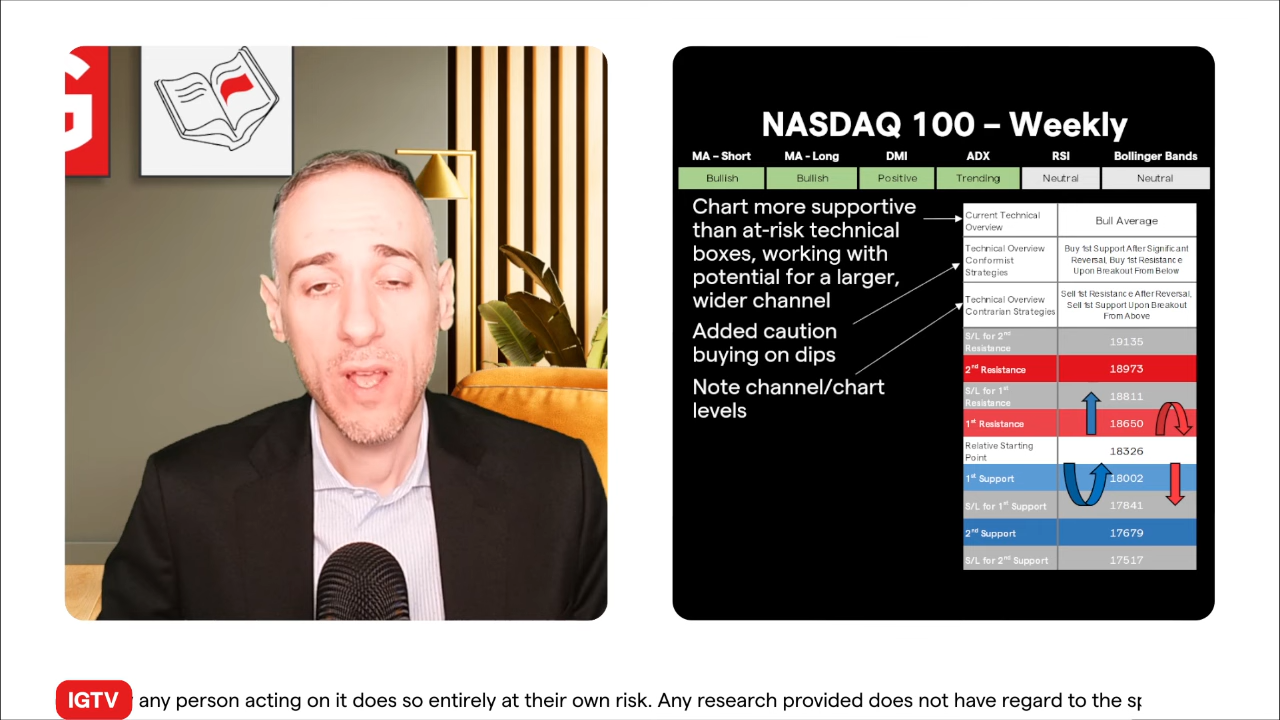 G
NASDAQ 100 – Weekly
MA – Short MA - Long DMI ADX RSI Bollinger Bands
Bullish Bullish Positive Trending Neutral Neutral
Chart more supportive
than at-risk technical
boxes, working with
potential for a larger,
wider channel
Added caution
buying on dips
Note channel/chart
levels
Current Technical
Overview
Bull Average
Technical Overview
Conformist
Strategies
Buy 1st Support After Significant
Reversal, Buy 1st Resistance
Upon Breakout From Below
Technical Overview
Contrarian Strategies
Sell 1st Resistance After Reversal,
Sell 1st Support Upon Breakout
From Above
S/L for 2nd
Resistance
19135
2nd Resistance 18973
S/L for 1st
Resistance
18811
1st Resistance 18650
Relative Starting
Point
18326
1st Support 18002
S/L for 1st Support 17841
2nd Support 17679
S/L for 2nd Support 17517
IGTV any person acting on it does so entirely at their own risk. Any research provided does not have regard to the sp